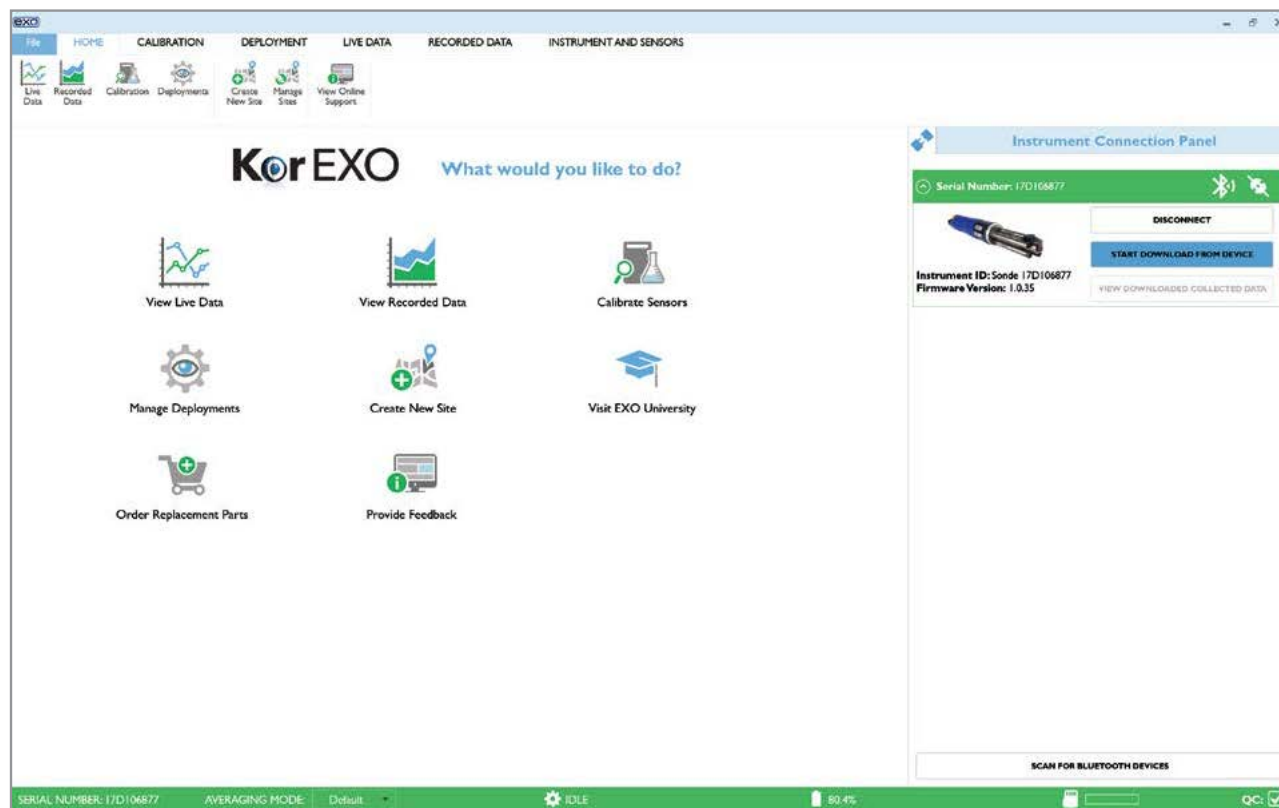 exo
File HOME CALIBRATION DEPLOYMENT LIVE DATA RECORDED DATA INSTRUMENT AND SENSORS
Live Data
Recorded Data
Calibration
Deployments
Create New Site
Manage Sites
View Online Support
KorEXO What would you like to do?
View Live Data
View Recorded Data
Calibrate Sensors
Manage Deployments
Create New Site
Visit EXO University
Order Replacement Parts
Provide Feedback
Instrument Connection Panel
Serial Number: 17D106877
DISCONNECT
START DOWNLOAD FROM DEVICE
Instrument ID: Sonde 17D106877
Firmware Version: 1.0.35
VIEW DOWNLOADED COLLECTED DATA
SCAN FOR BLUETOOTH DEVICES
SERIAL NUMBER: 17D106877 AVERAGING MODE: Default IDLE 80.4% QC: